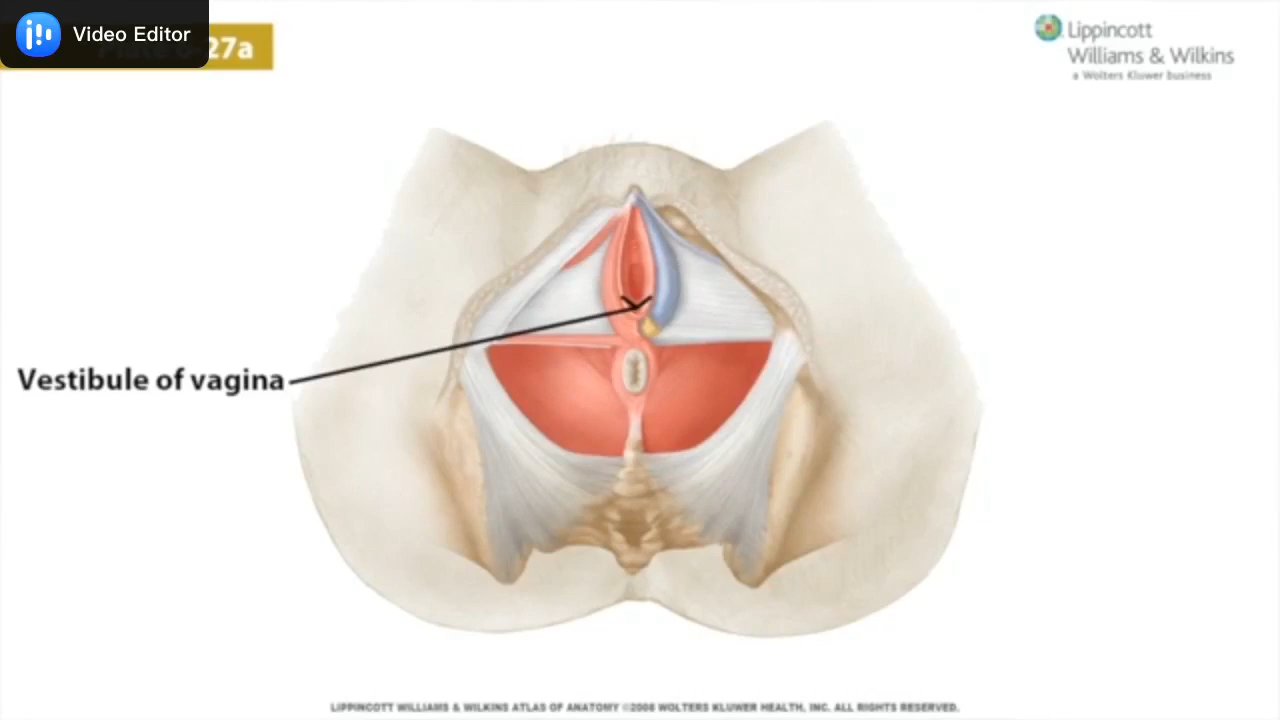 Video Editor
27a
Lippincott
Williams & Wilkins
a Wolters Kluwer business
Vestibule of vagina
LIPPINCOTT WILLIAMS & WILKINS ATLAS OF ANATOMY ©2008 WOLTERS KLUWER HEALTH, INC. ALL RIGHTS RESERVED.